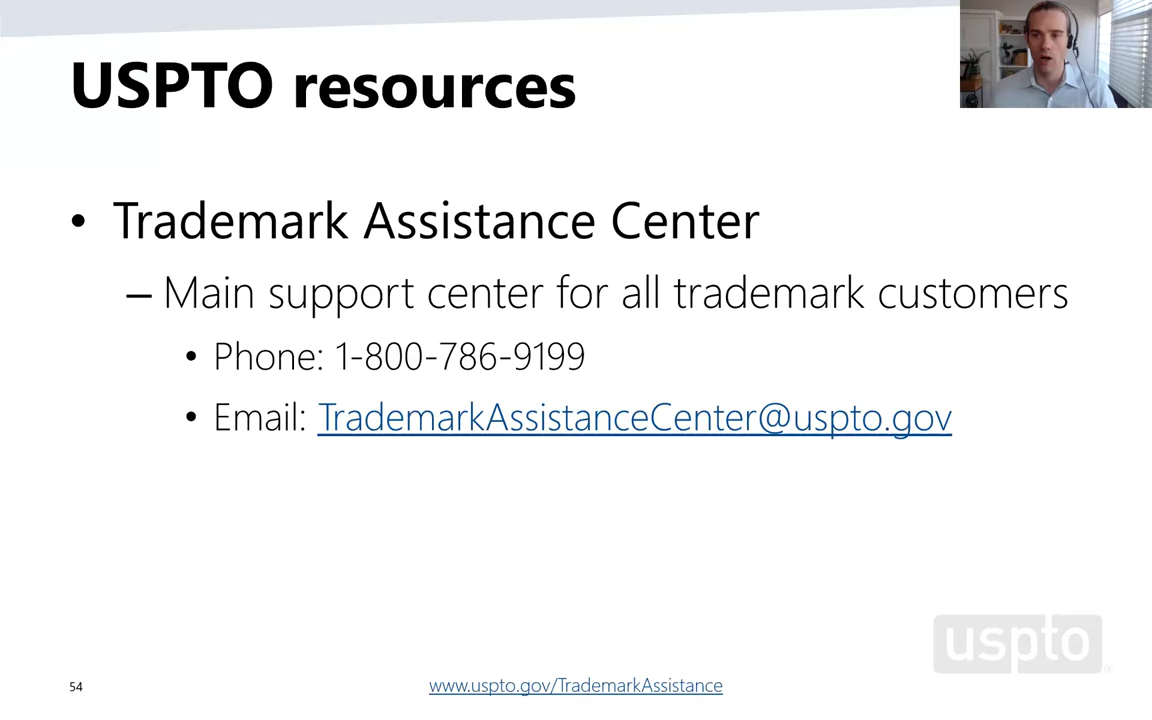 USPTO resources
• Trademark Assistance Center
– Main support center for all trademark customers
• Phone: 1-800-786-9199
• Email: TrademarkAssistanceCenter@uspto.gov
uspto
54
www.uspto.gov/TrademarkAssistance